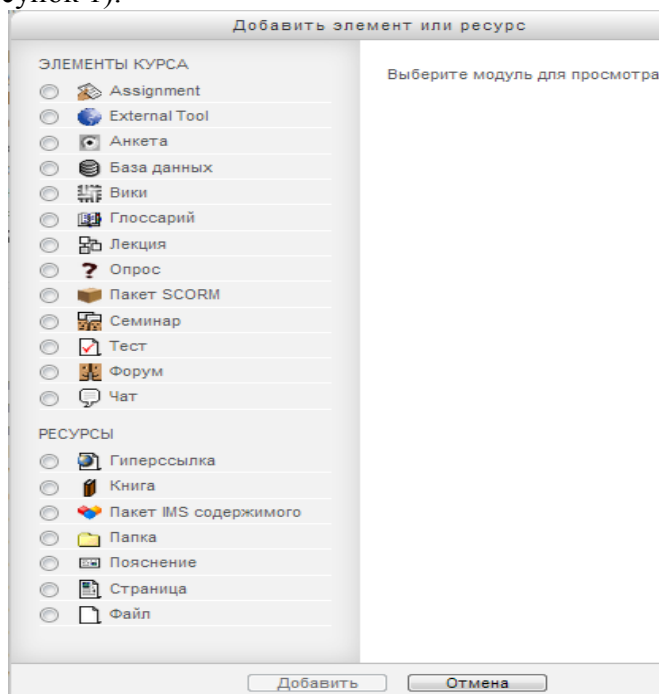 сунок 1).
Добавить элемент или ресурс
ЭЛЕМЕНТЫ КУРСА
Выберите модуль для просмотра
Assignment
External Tool
Анкета
База данных
Вики
Глоссарий
Лекция
Опрос
Пакет SCORM
Семинар
Тест
Форум
Чат
РЕСУРСЫ
Гиперссылка
Книга
Пакет IMS содержимого
Папка
Пояснение
Страница
Файл
Добавить
Отмена